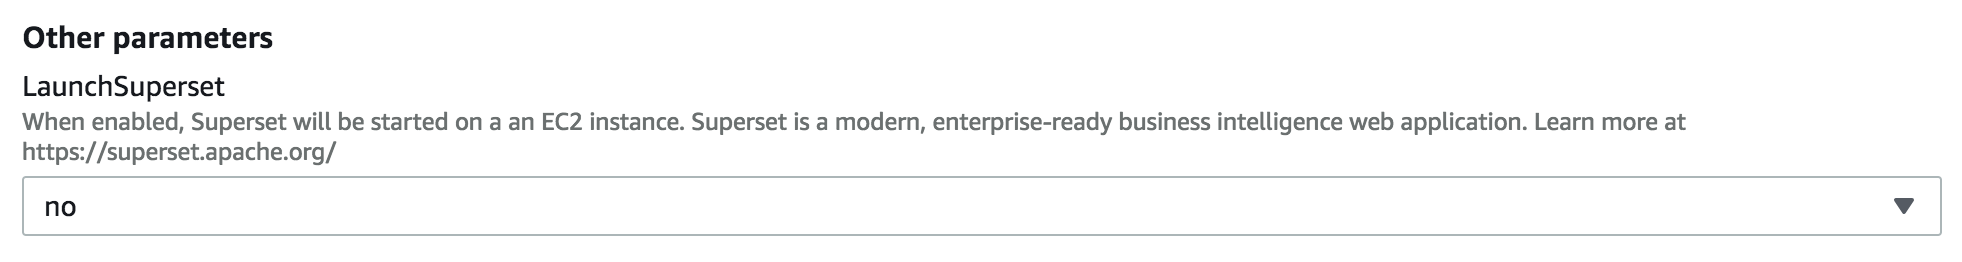 Other parameters
LaunchSuperset
When enabled, Superset will be started on a an EC2 instance. Superset is a modern, enterprise-ready business intelligence web application. Learn more at
https://superset.apache.org/
no